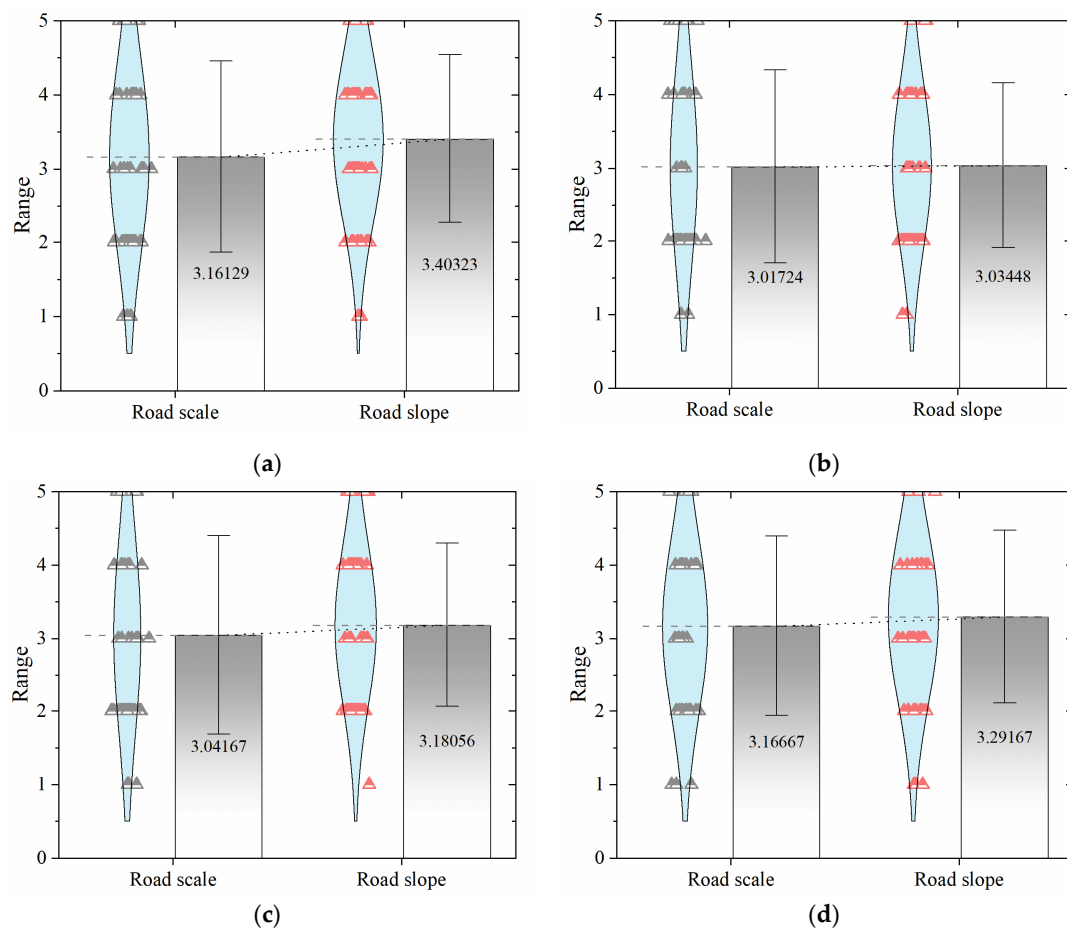 5
4
3
2
1
0
Range
3.16129
3.40323
Road scale
Road slope
(a)
5
4
3
2
1
0
Range
3.01724
3.03448
Road scale
Road slope
(b)
5
4
3
2
1
0
Range
3.04167
3.18056
Road scale
Road slope
(c)
5
4
3
2
1
0
Range
3.16667
3.29167
Road scale
Road slope
(d)